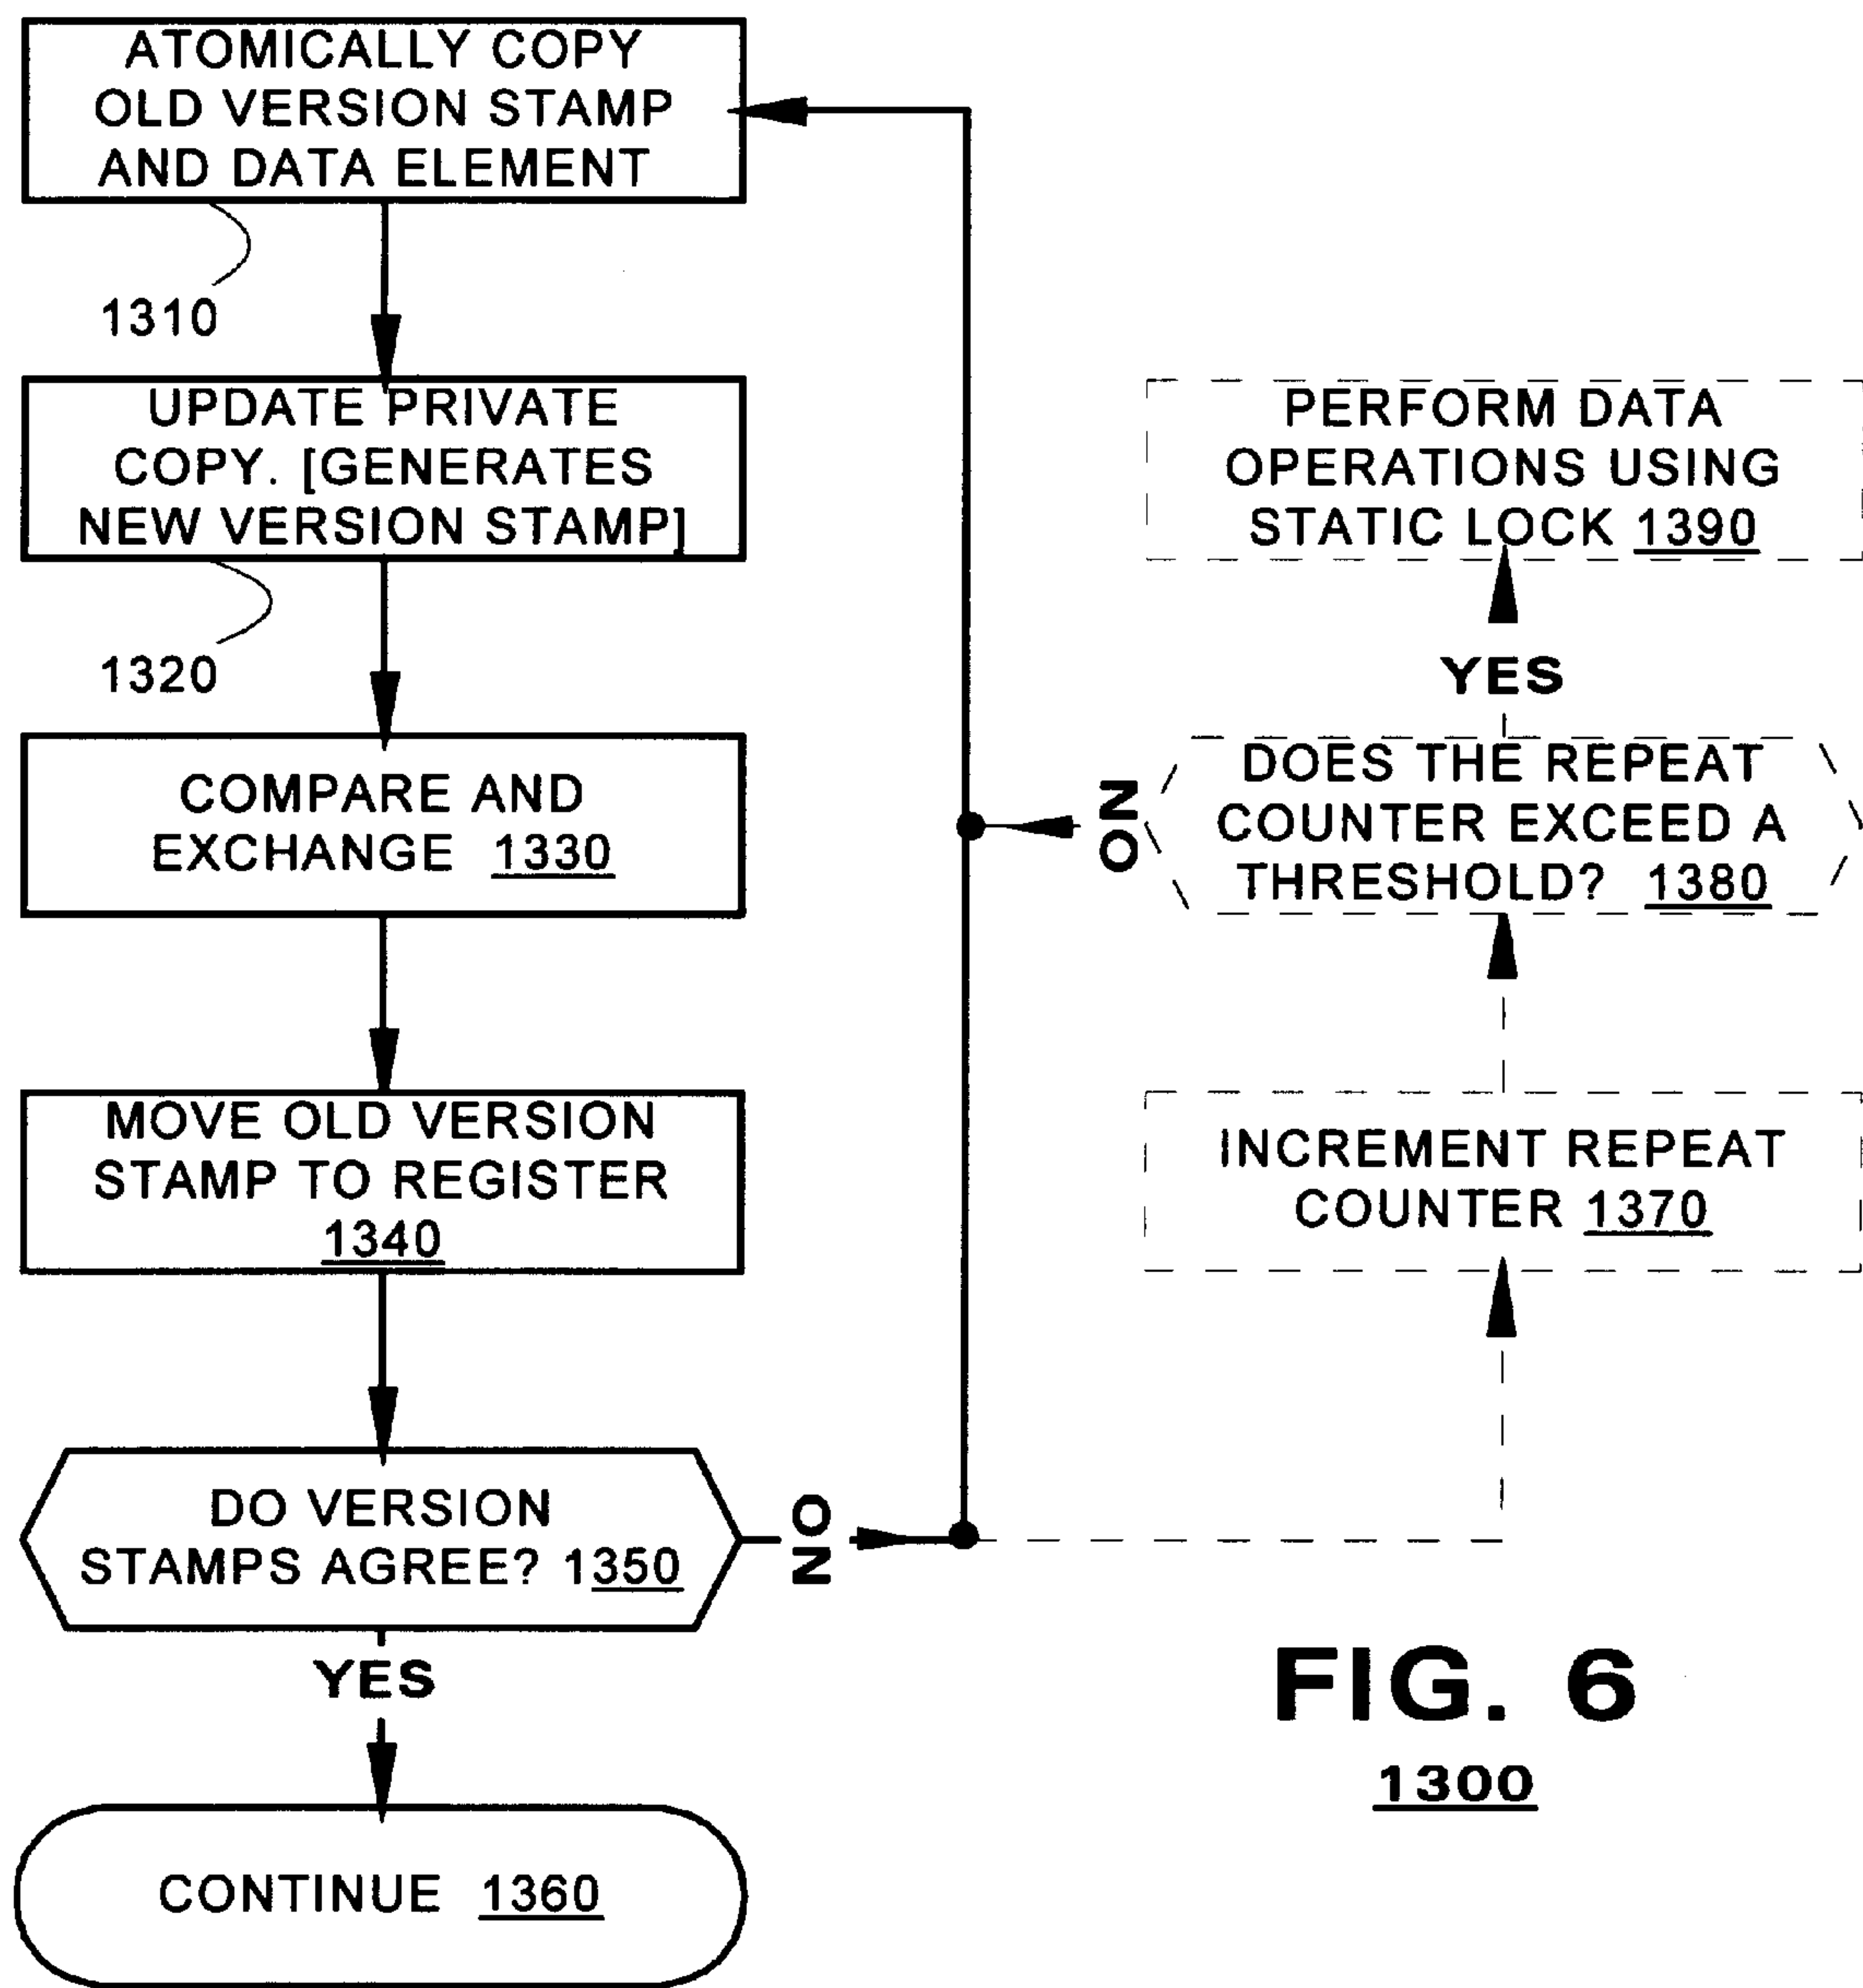 ATOMICALLY COPY
OLD VERSION STAMP
AND DATA ELEMENT
1310
UPDATE PRIVATE
COPY. [GENERATES
NEW VERSION STAMP]
1320
COMPARE AND
EXCHANGE 1330
MOVE OLD VERSION
STAMP TO REGISTER
1340
DO VERSION
STAMPS AGREE? 1350
NO
YES
CONTINUE 1360
PERFORM DATA
OPERATIONS USING
STATIC LOCK 1390
YES
DOES THE REPEAT
COUNTER EXCEED A
THRESHOLD? 1380
NO
INCREMENT REPEAT
COUNTER 1370
FIG. 6
1300